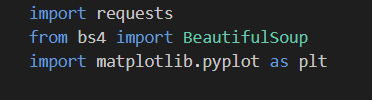 import requests
from bs4 import BeautifulSoup
import matplotlib.pyplot as plt